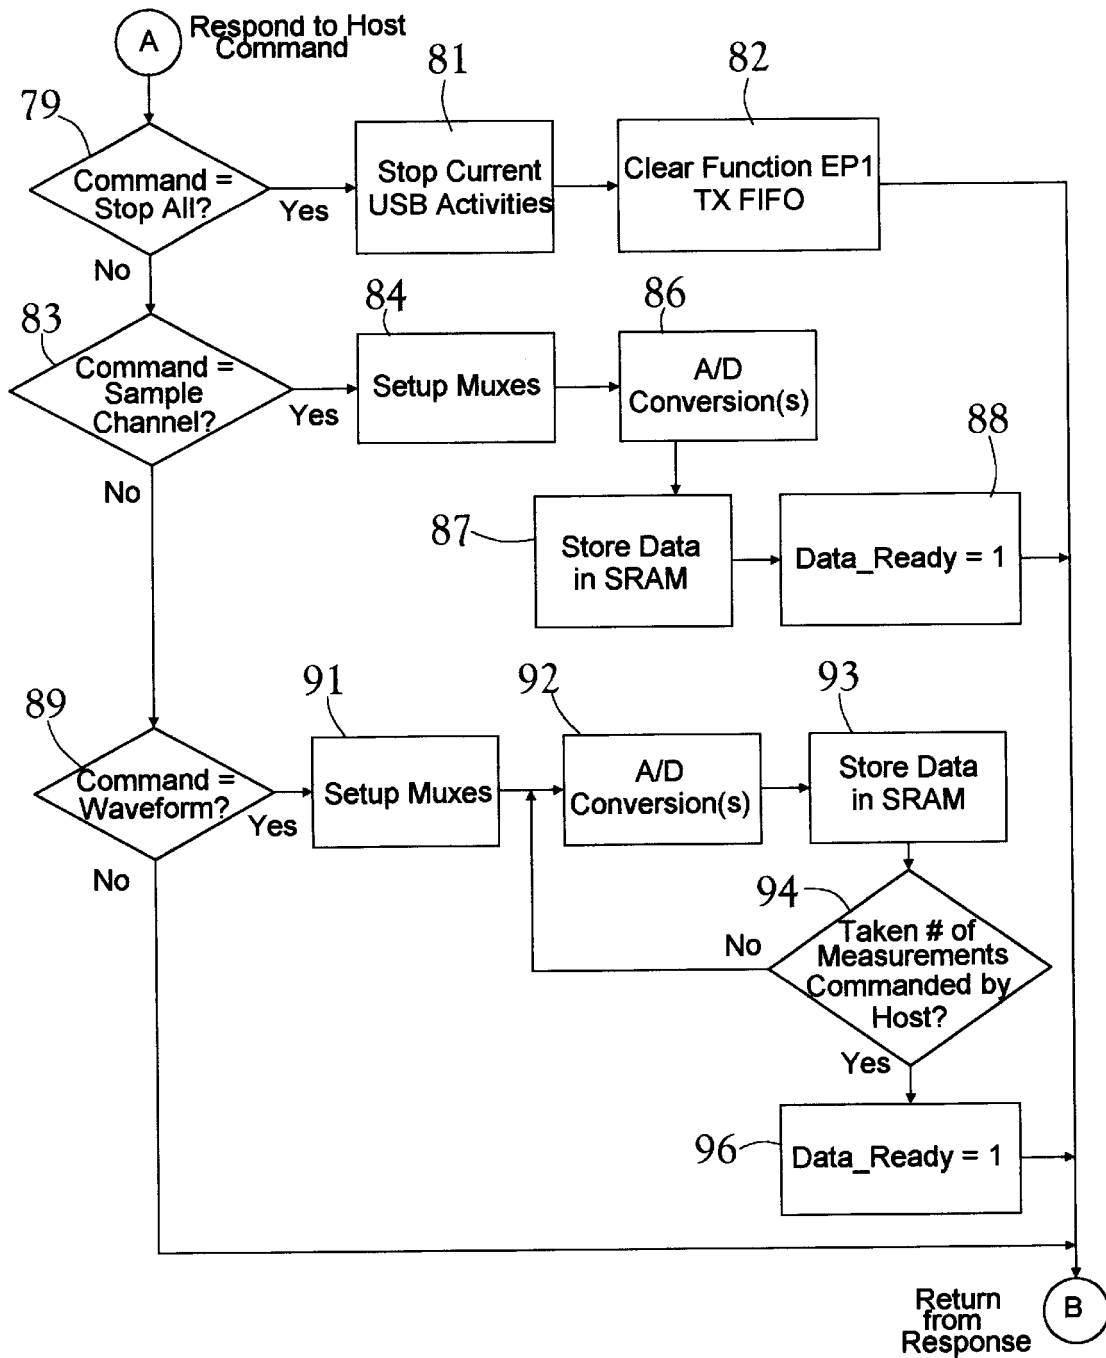 A
Respond to Host
Command
79
81
82
Command =
Stop All?
Yes
Stop Current
USB Activities
Clear Function EP1
TX FIFO
No
83
84
86
Command =
Sample
Channel?
Yes
Setup Muxes
A/D
Conversion(s)
No
87
88
Store Data
in SRAM
Data_Ready = 1
89
91
92
93
Command =
Waveform?
Yes
Setup Muxes
A/D
Conversion(s)
Store Data
in SRAM
No
94
No
Taken # of
Measurements
Commanded by
Host?
Yes
96
Data_Ready = 1
Return
from
Response
B